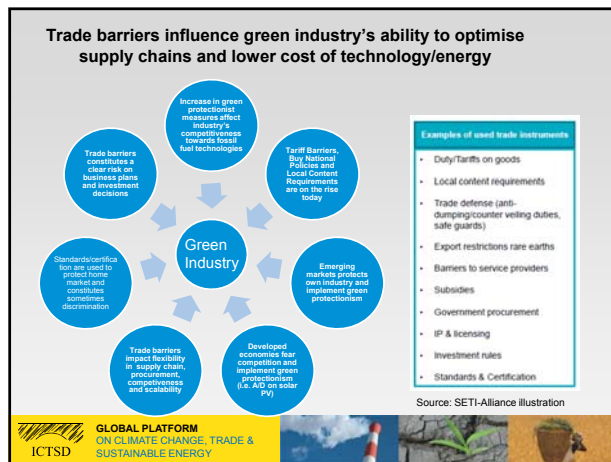 Trade barriers influence green industry's ability to optimise
supply chains and lower cost of technology/energy
Increase in green
protectionist
measures affect
industry's
competitiveness
towards fossil
fuel technologies
Tariff Barriers,
Buy National
Policies and
Local Content
Requirements
are on the rise
today
Emerging
markets protects
own industry and
implement green
protectionism
Developed
economies fear
competition and
implement green
protectionism
(i.e. A/D on solar
PV)
Trade barriers
impact flexibility
in supply chain,
procurement,
competiveness
and scalability
Standards/certifica
tion are used to
protect home
market and
constitutes
sometimes
discrimination
Trade barriers
constitutes a
clear risk on
business plans
and investment
decisions
Green
Industry
Examples of used trade instruments
• Duty/Tariffs on goods
• Local content requirements
• Trade defense (anti-
dumping/counter veiling duties,
safe guards)
• Export restrictions rare earths
• Barriers to service providers
• Subsidies
• Government procurement
• IP & licensing
• Investment rules
• Standards & Certification
Source: SETI-Alliance illustration
ICTSD
GLOBAL PLATFORM
ON CLIMATE CHANGE, TRADE &
SUSTAINABLE ENERGY